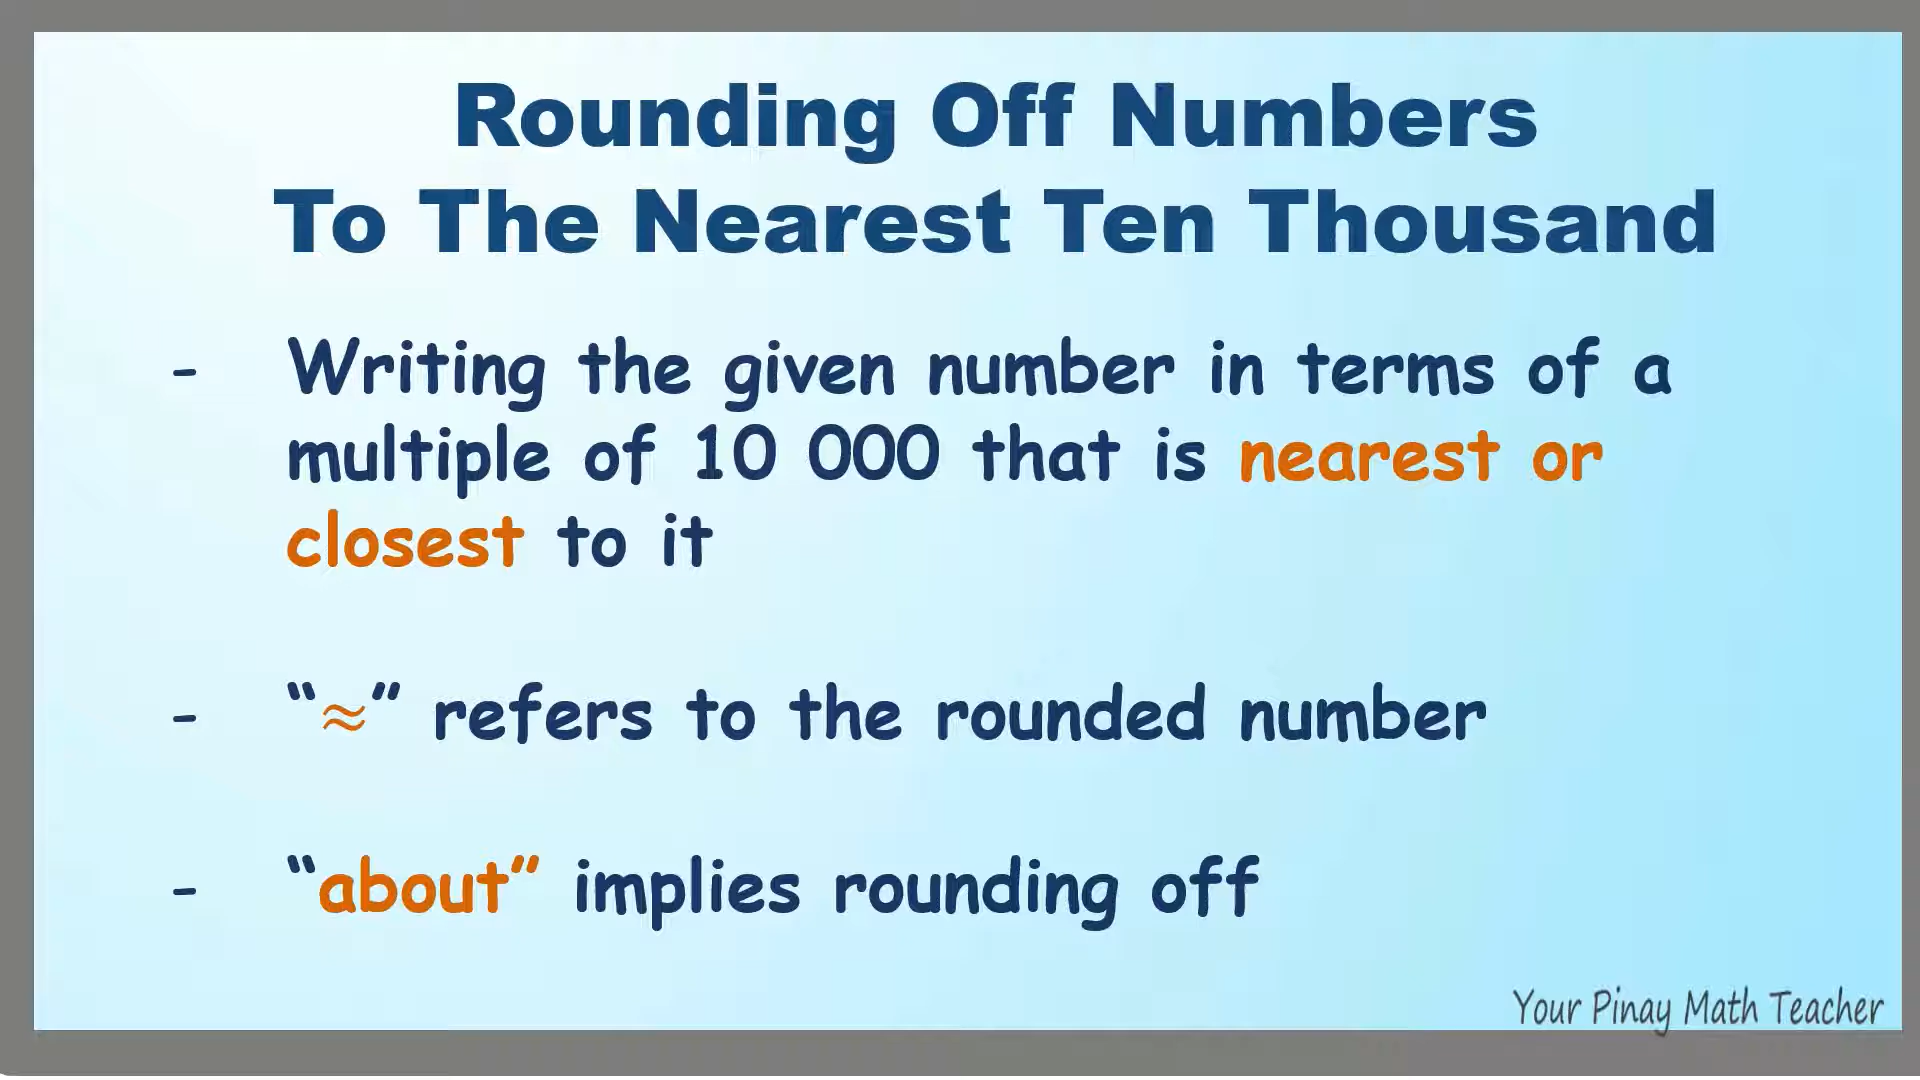 Rounding Off Numbers
To The Nearest Ten Thousand
- Writing the given number in terms of a
multiple of 10 000 that is nearest or
closest to it
- “≈” refers to the rounded number
- “about” implies rounding off
Your Pinay Math Teacher